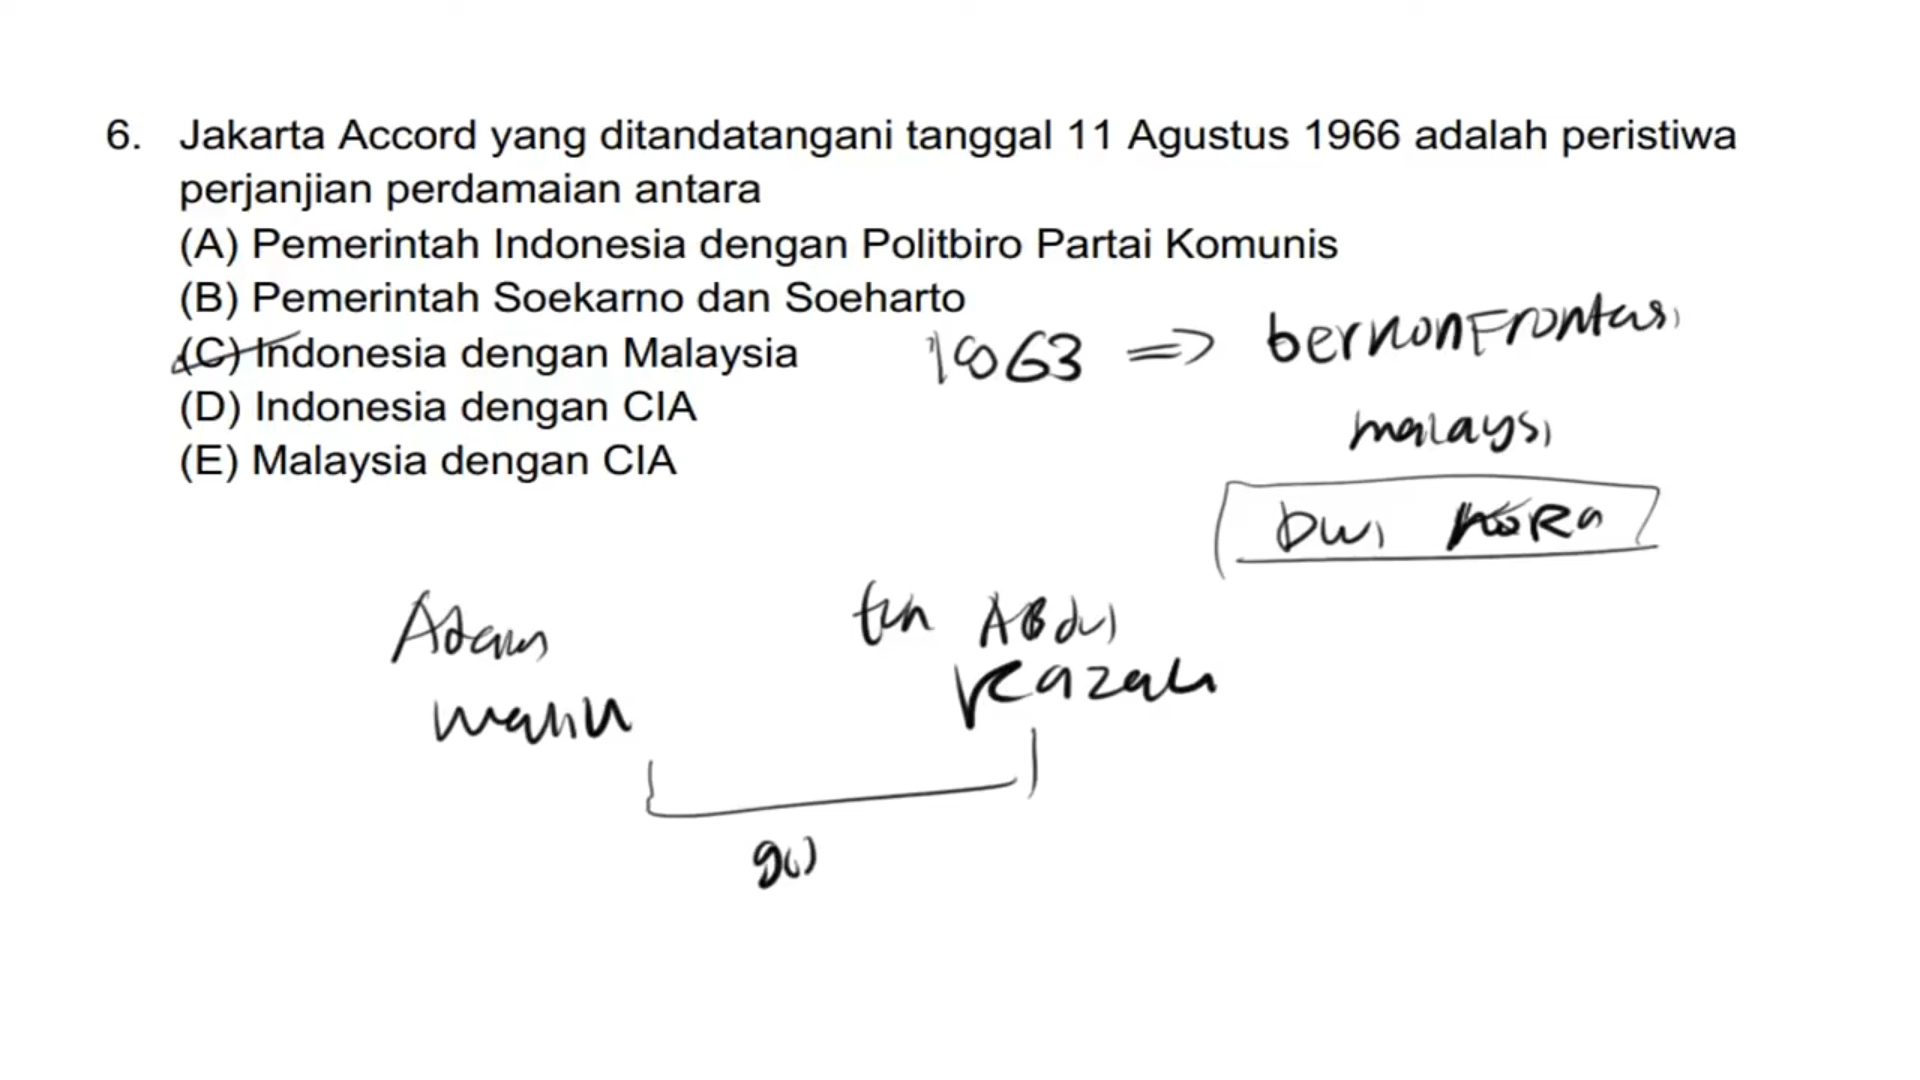 6. Jakarta Accord yang ditandatangani tanggal 11 Agustus 1966 adalah peristiwa
perjanjian perdamaian antara
(A) Pemerintah Indonesia dengan Politbiro Partai Komunis
(B) Pemerintah Soekarno dan Soeharto
(C) Indonesia dengan Malaysia
(D) Indonesia dengan CIA
(E) Malaysia dengan CIA
1963 => berkonFrontasi
malaysi
Dwi KoRa
Adam
malik
tun ABdul
Razak